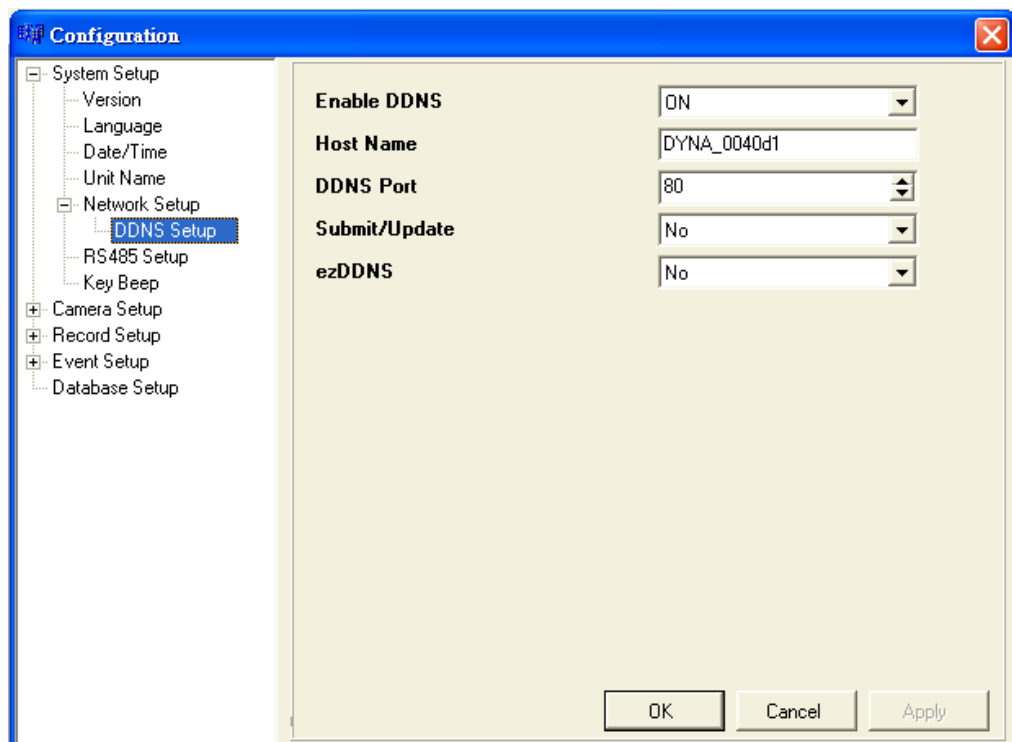 Configuration
System Setup
Version
Language
Date/Time
Unit Name
Network Setup
DDNS Setup
RS485 Setup
Key Beep
Camera Setup
Record Setup
Event Setup
Database Setup
Enable DDNS ON
Host Name DYNA_0040d1
DDNS Port 80
Submit/Update No
ezDDNS No
OK Cancel Apply